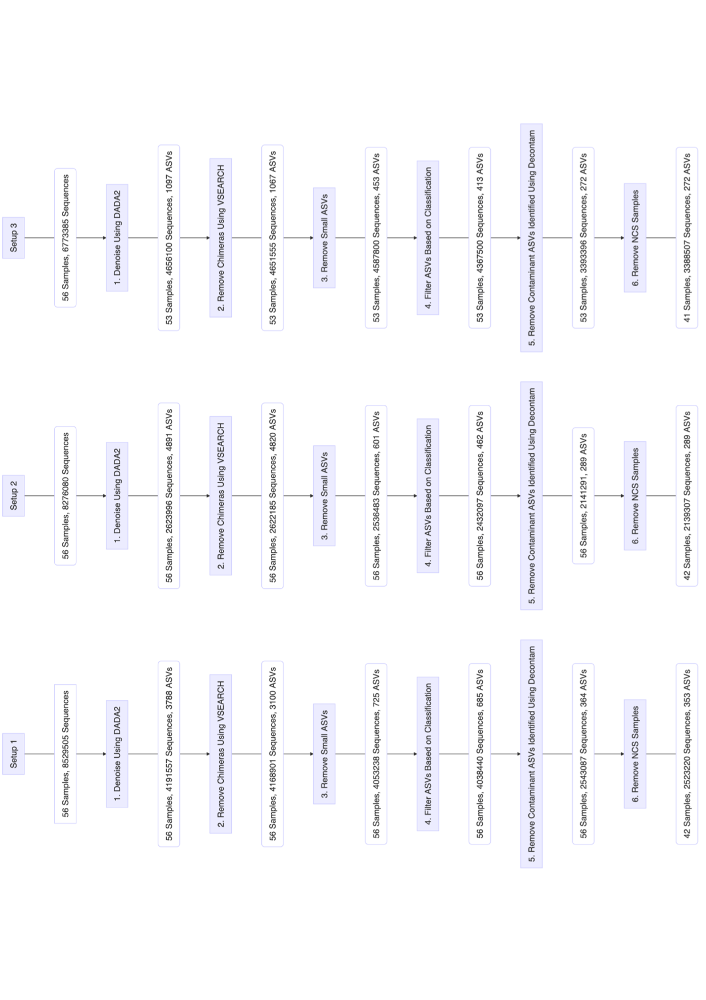 Setup 1
56 Samples, 8529505 Sequences
1. Denoise Using DADA2
56 Samples, 4191557 Sequences, 3788 ASVs
2. Remove Chimeras Using VSEARCH
56 Samples, 4168901 Sequences, 3100 ASVs
3. Remove Small ASVs
56 Samples, 4053238 Sequences, 725 ASVs
4. Filter ASVs Based on Classification
56 Samples, 4038440 Sequences, 685 ASVs
5. Remove Contaminant ASVs Identified Using Decontam
56 Samples, 2543087 Sequences, 364 ASVs
6. Remove NCS Samples
42 Samples, 2523220 Sequences, 353 ASVs
Setup 2
56 Samples, 8276080 Sequences
1. Denoise Using DADA2
56 Samples, 2623996 Sequences, 4891 ASVs
2. Remove Chimeras Using VSEARCH
56 Samples, 2622185 Sequences, 4820 ASVs
3. Remove Small ASVs
56 Samples, 2536483 Sequences, 601 ASVs
4. Filter ASVs Based on Classification
56 Samples, 2432097 Sequences, 462 ASVs
5. Remove Contaminant ASVs Identified Using Decontam
56 Samples, 2141291, 289 ASVs
6. Remove NCS Samples
42 Samples, 2139307 Sequences, 289 ASVs
Setup 3
56 Samples, 6773385 Sequences
1. Denoise Using DADA2
53 Samples, 4656100 Sequences, 1097 ASVs
2. Remove Chimeras Using VSEARCH
53 Samples, 4651555 Sequences, 1067 ASVs
3. Remove Small ASVs
53 Samples, 4587800 Sequences, 453 ASVs
4. Filter ASVs Based on Classification
53 Samples, 4367500 Sequences, 413 ASVs
5. Remove Contaminant ASVs Identified Using Decontam
53 Samples, 3393396 Sequences, 272 ASVs
6. Remove NCS Samples
41 Samples, 3388507 Sequences, 272 ASVs